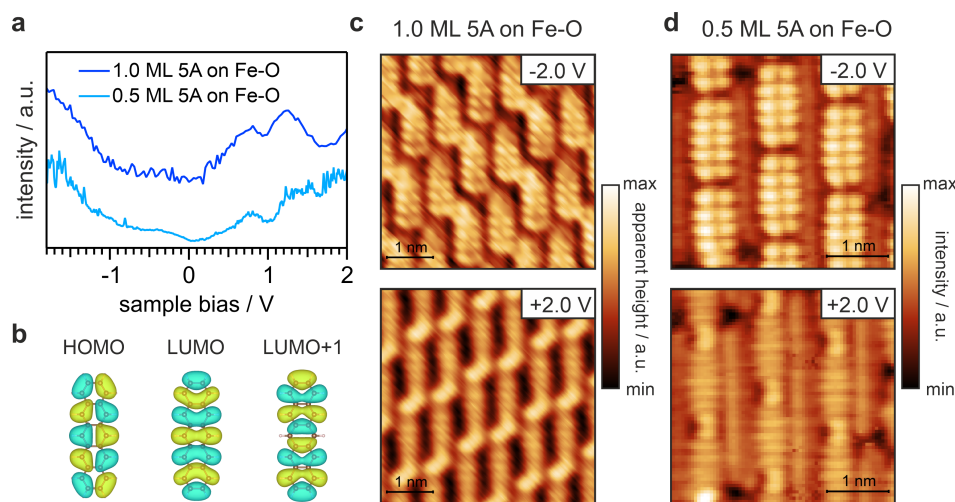 a
1.0 ML 5A on Fe-O
0.5 ML 5A on Fe-O
intensity / a.u.
-1 0 1 2
sample bias / V
b
HOMO LUMO LUMO+1
c 1.0 ML 5A on Fe-O
-2.0 V
1 nm
+2.0 V
1 nm
max
apparent height / a.u.
min
d 0.5 ML 5A on Fe-O
-2.0 V
1 nm
+2.0 V
1 nm
max
intensity / a.u.
min